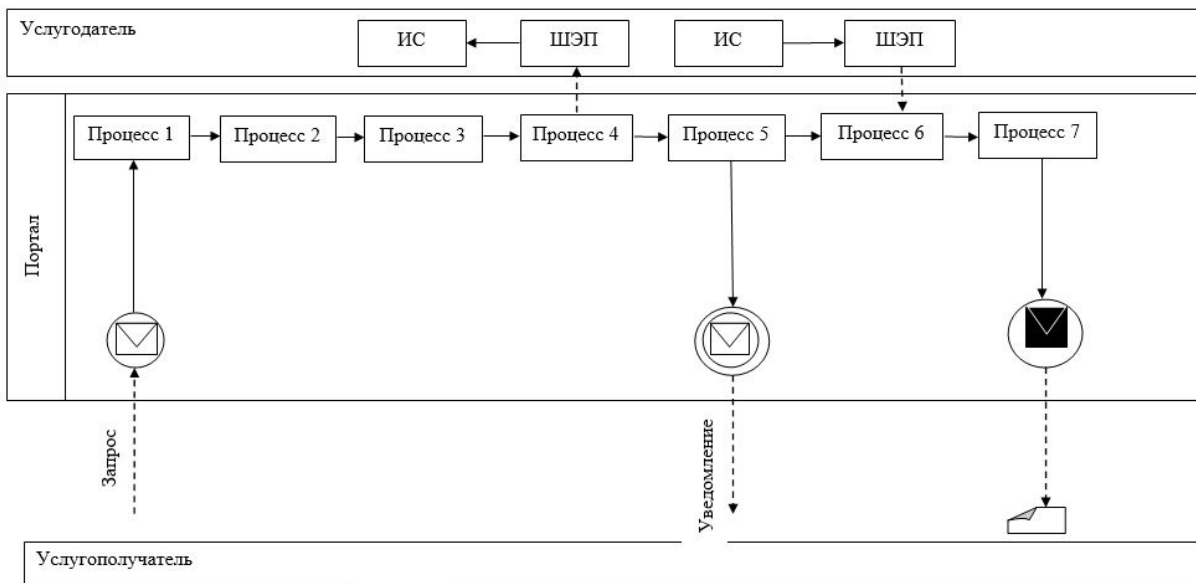 Услугодатель
ИС
ШЭП
ИС
ШЭП
Портал
Процесс 1
Процесс 2
Процесс 3
Процесс 4
Процесс 5
Процесс 6
Процесс 7
Запрос
Уведомление
Услугополучатель